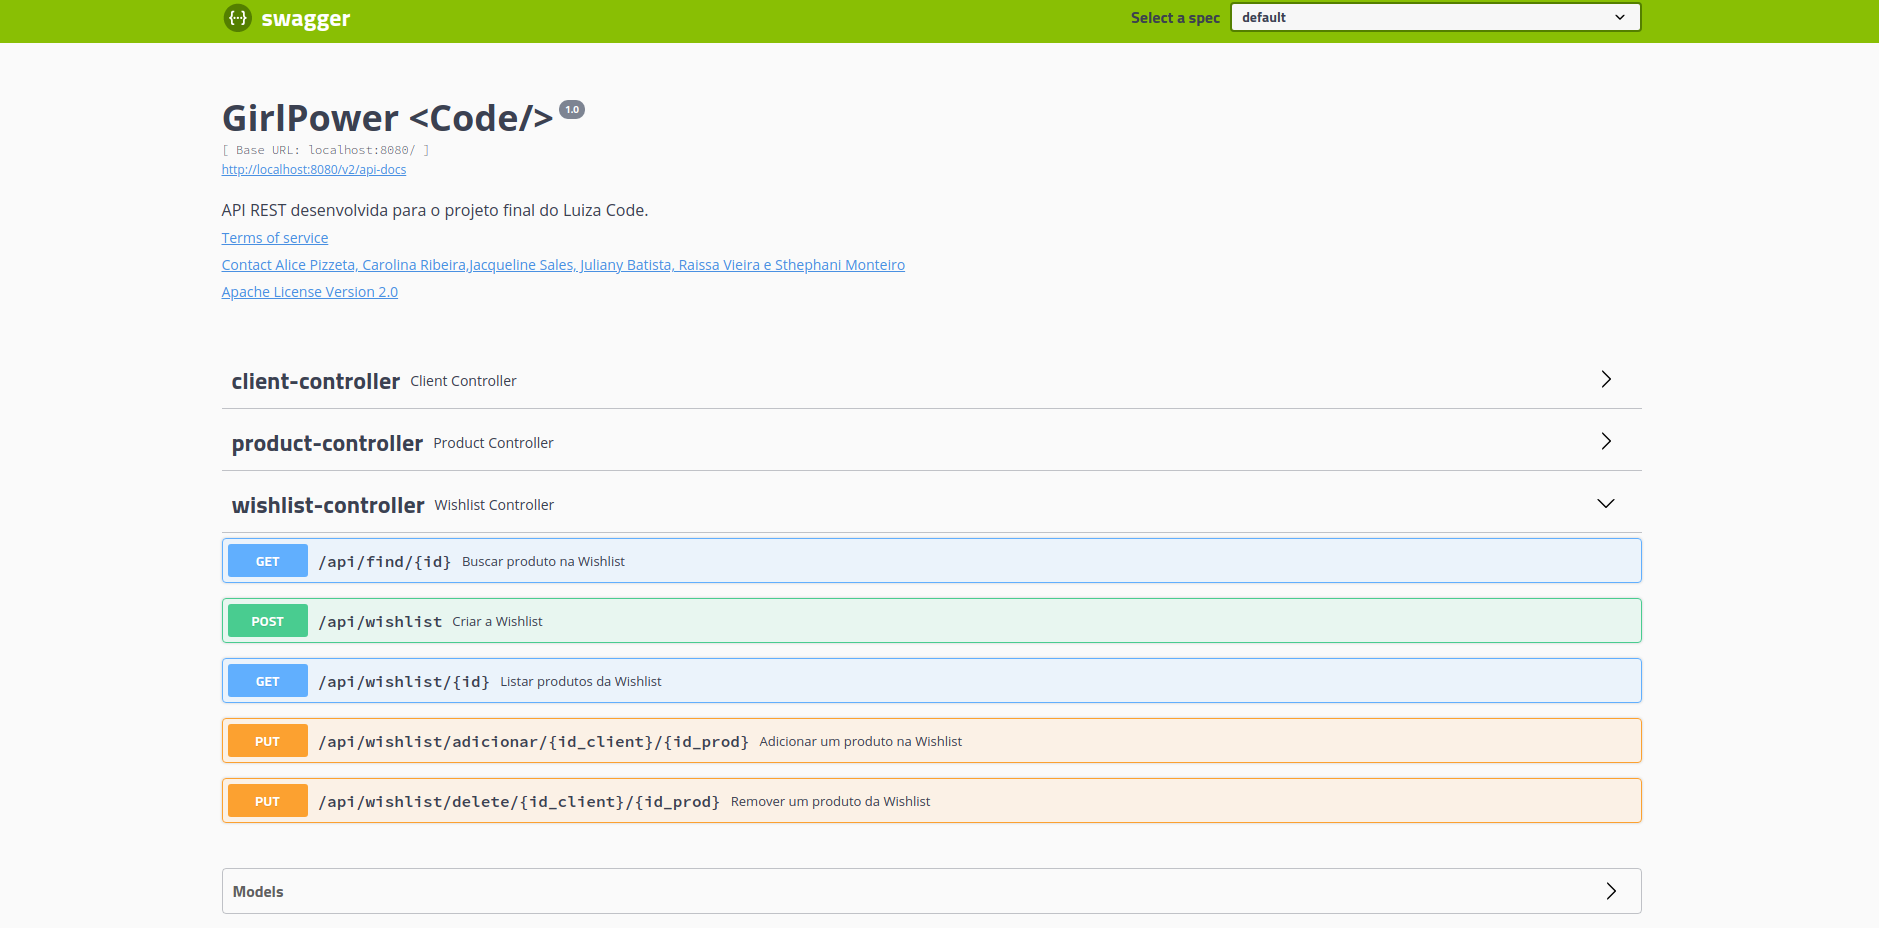 {...} swagger
Select a spec default
GirlPower <Code/> 1.0
[ Base URL: localhost:8080/ ]
http://localhost:8080/v2/api-docs
API REST desenvolvida para o projeto final do Luiza Code.
Terms of service
Contact Alice Pizzeta, Carolina Ribeira,Jacqueline Sales, Juliany Batista, Raissa Vieira e Sthephani Monteiro
Apache License Version 2.0
client-controller Client Controller
product-controller Product Controller
wishlist-controller Wishlist Controller
GET /api/find/{id} Buscar produto na Wishlist
POST /api/wishlist Criar a Wishlist
GET /api/wishlist/{id} Listar produtos da Wishlist
PUT /api/wishlist/adicionar/{id_client}/{id_prod} Adicionar um produto na Wishlist
PUT /api/wishlist/delete/{id_client}/{id_prod} Remover um produto da Wishlist
Models